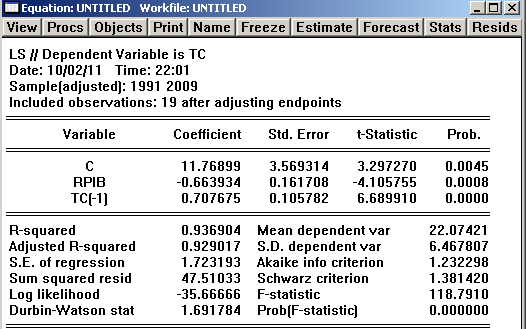 Equation: UNTITLED Workfile: UNTITLED
View Procs Objects Print Name Freeze Estimate Forecast Stats Resids
LS // Dependent Variable is TC
Date: 10/02/11 Time: 22:01
Sample(adjusted): 1991 2009
Included observations: 19 after adjusting endpoints
Variable Coefficient Std. Error t-Statistic Prob.
C 11.76899 3.569314 3.297270 0.0045
RPIB -0.663934 0.161708 -4.105755 0.0008
TC(-1) 0.707675 0.105782 6.689910 0.0000
R-squared 0.936904 Mean dependent var 22.07421
Adjusted R-squared 0.929017 S.D. dependent var 6.467807
S.E. of regression 1.723193 Akaike info criterion 1.232298
Sum squared resid 47.51033 Schwarz criterion 1.381420
Log likelihood -35.66666 F-statistic 118.7910
Durbin-Watson stat 1.691784 Prob(F-statistic) 0.000000